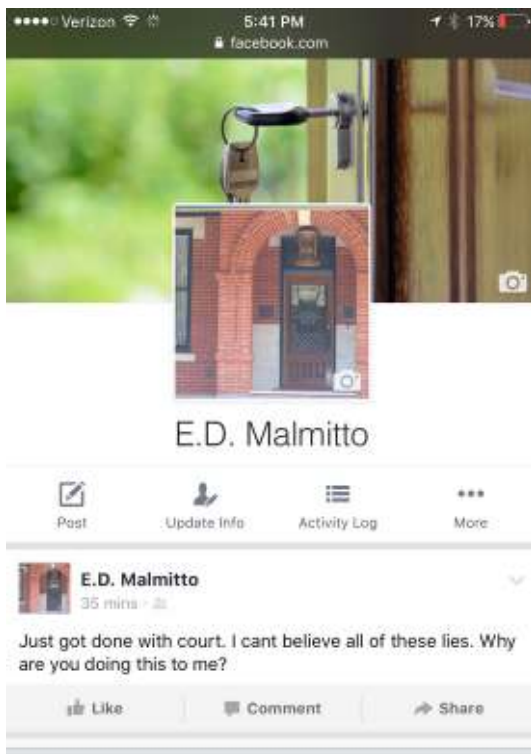 Verizon 5:41 PM 17%
facebook.com
E.D. Malmitto
Post Update Info Activity Log More
E.D. Malmitto
35 mins ·
Just got done with court. I cant believe all of these lies. Why
are you doing this to me?
Like Comment Share